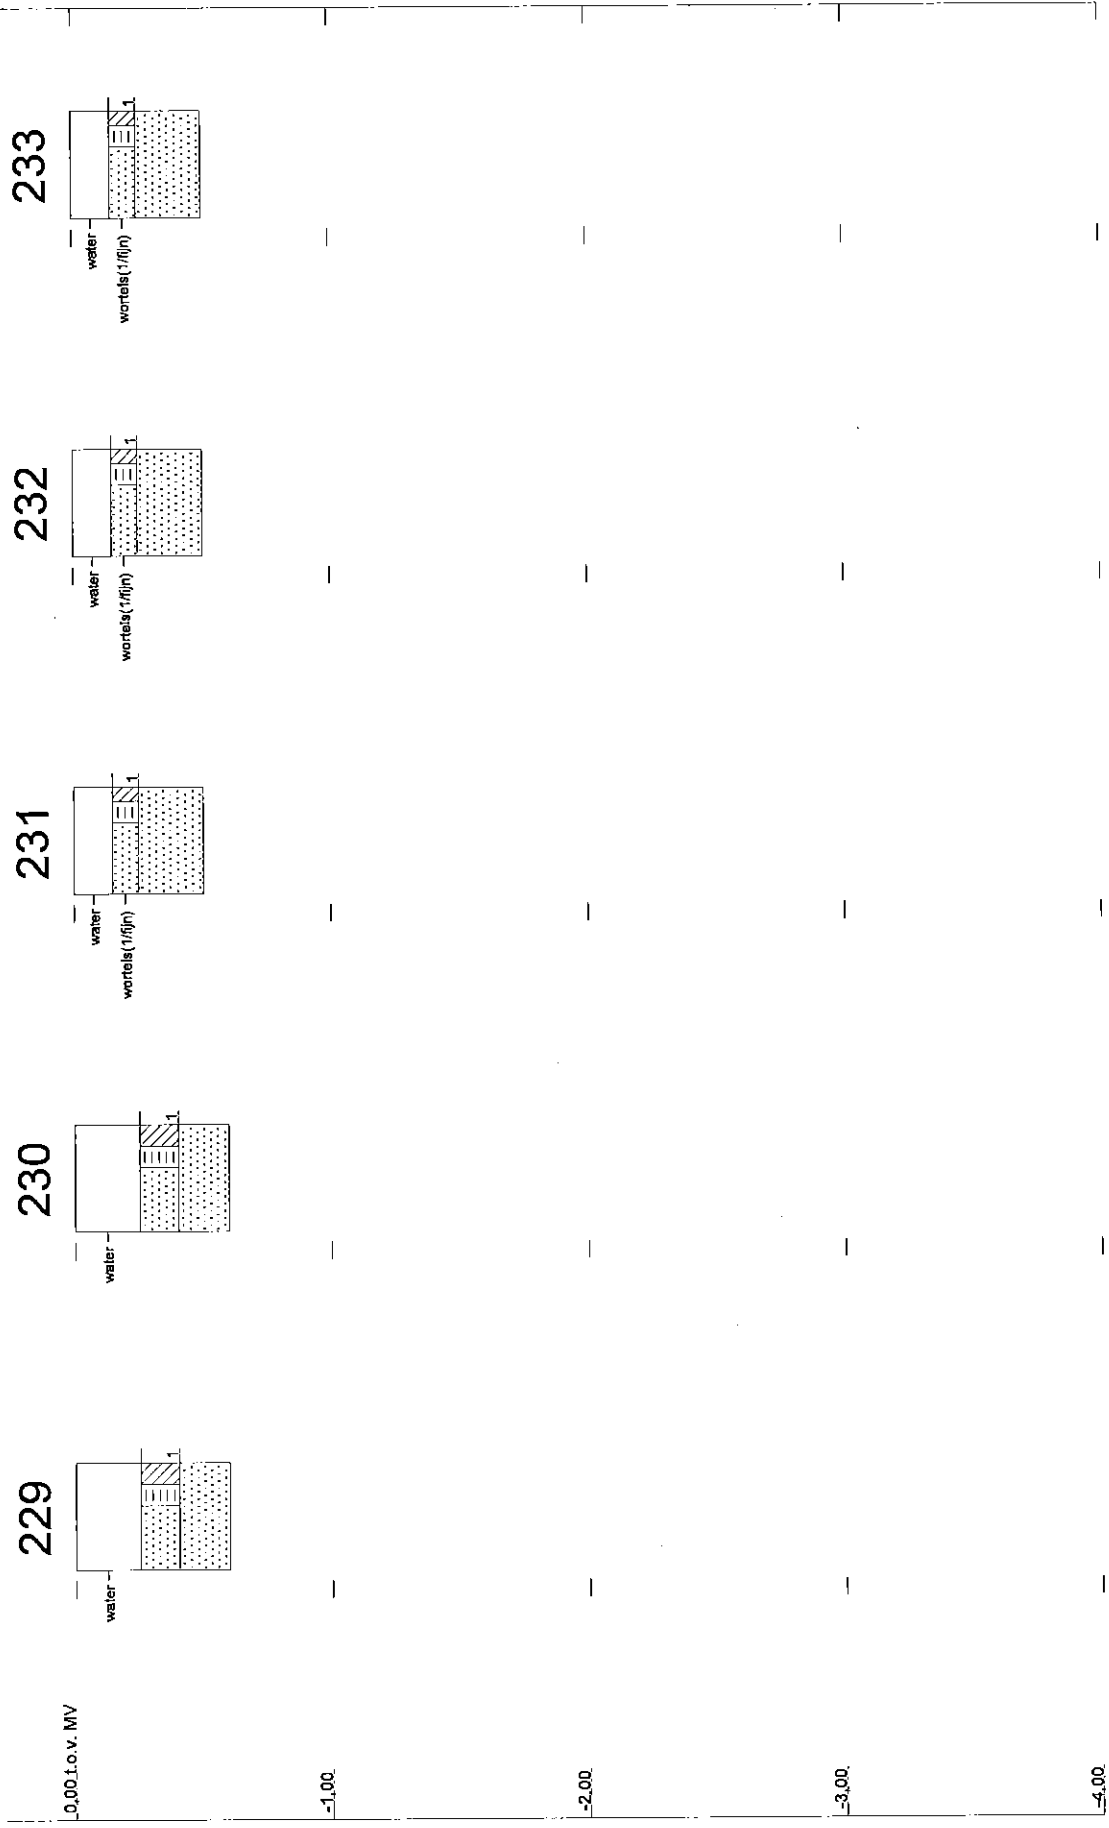 229
230
231
232
233
0,00 t.o.v. MV
water
water
water
water
water
wortels(1/fijn)
wortels(1/fijn)
wortels(1/fijn)
1
1
1
1
1
-1,00
-2,00
-3,00
-4,00